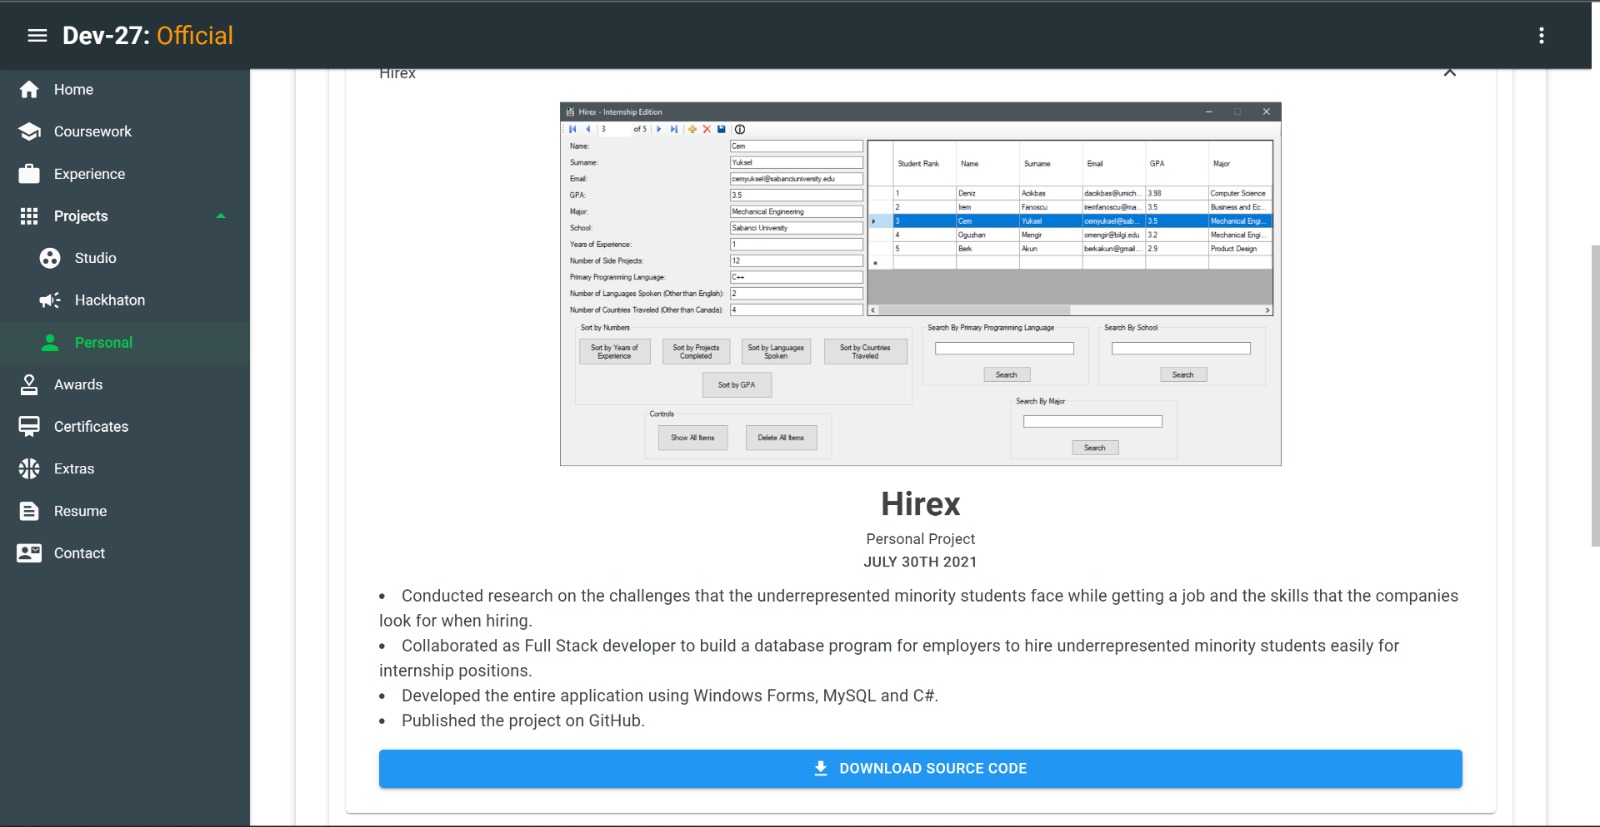 Dev-27: Official
Home
Coursework
Experience
Projects
Studio
Hackhaton
Personal
Awards
Certificates
Extras
Resume
Contact
Hirex
Hirex - Internship Edition
3 of 5
Name: Cem
Surname: Yuksel
Email: cemyuksel@sabanciuniversity.edu
GPA: 3.5
Major: Mechanical Engineering
School: Sabanci University
Years of Experience: 1
Number of Side Projects: 12
Primary Programming Language: C++
Number of Languages Spoken (Other than English): 2
Number of Countries Traveled (Other than Canada): 4
Student Rank Name Surname Email GPA Major
1 Deniz Acikbas dacikbas@umich... 3.98 Computer Science
2 Irem Fanoscu iremfanoscu@ma... 3.5 Business and Ec...
3 Cem Yuksel cemyuksel@sab... 3.5 Mechanical Engi...
4 Oguzhan Mengir omengir@bilgi.edu 3.2 Mechanical Engi...
5 Berk Akun berkakun@gmail... 2.9 Product Design
Sort by Numbers
Sort by Years of Experience
Sort by Projects Completed
Sort by Languages Spoken
Sort by Countries Traveled
Sort by GPA
Search By Primary Programming Language
Search
Search By School
Search
Controls
Show All Items
Delete All Items
Search By Major
Search
Hirex
Personal Project
JULY 30TH 2021
• Conducted research on the challenges that the underrepresented minority students face while getting a job and the skills that the companies
look for when hiring.
• Collaborated as Full Stack developer to build a database program for employers to hire underrepresented minority students easily for
internship positions.
• Developed the entire application using Windows Forms, MySQL and C#.
• Published the project on GitHub.
DOWNLOAD SOURCE CODE